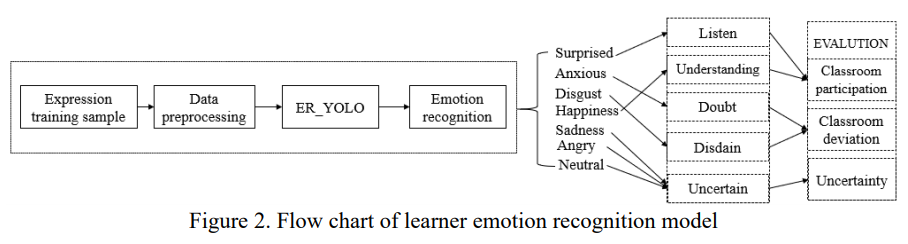 Expression
training sample
Data
preprocessing
ER_YOLO
Emotion
recognition
Surprised
Anxious
Disgust
Happiness
Sadness
Angry
Neutral
Listen
Understanding
Doubt
Disdain
Uncertain
EVALUTION
Classroom
participation
Classroom
deviation
Uncertainty
Figure 2. Flow chart of learner emotion recognition model